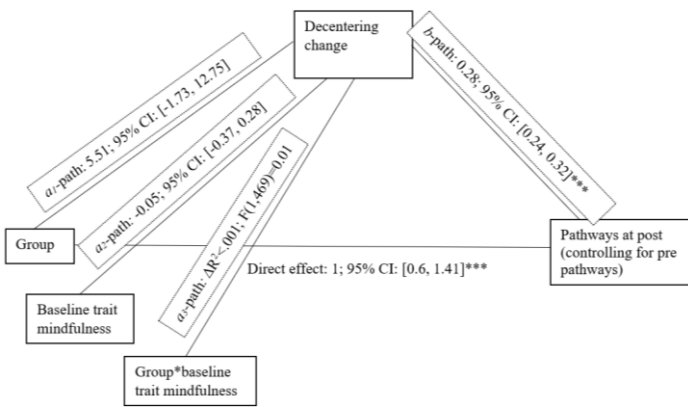 Decentering
change
a₁-path: 5.51; 95% CI: [-1.73, 12.75]
a₂-path: -0.05; 95% CI: [-0.37, 0.28]
a₃-path: ΔR²<.001; F(1,469)=0.01
b-path: 0.28; 95% CI: [0.24, 0.32]***
Group
Pathways at post
(controlling for pre
pathways)
Direct effect: 1; 95% CI: [0.6, 1.41]***
Baseline trait
mindfulness
Group*baseline
trait mindfulness